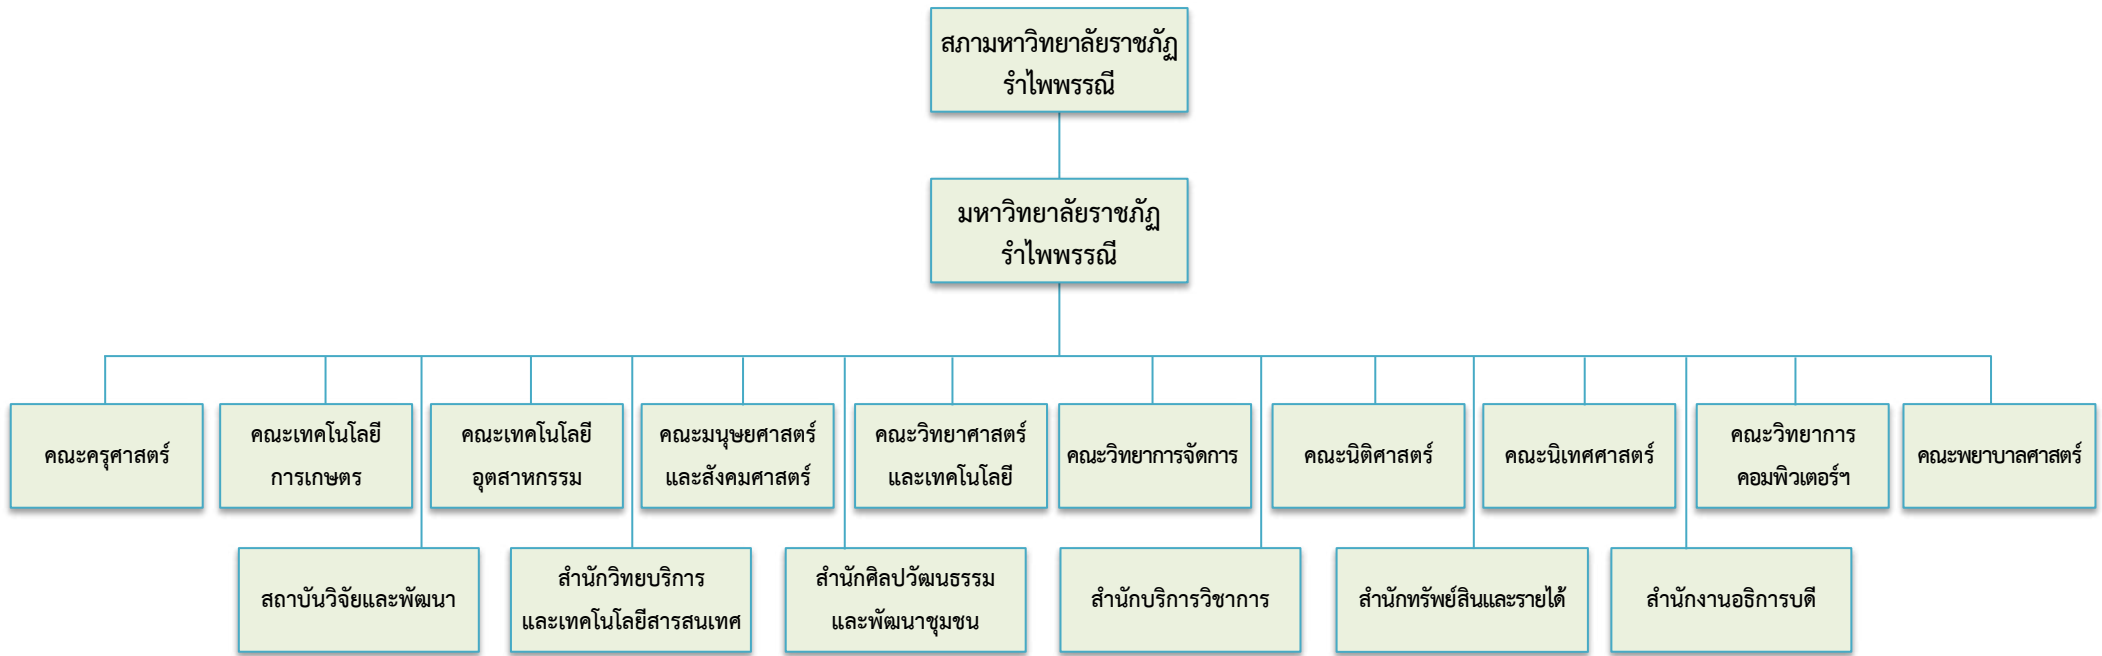 สภามหาวิทยาลัยราชภัฏ
รำไพพรรณี
มหาวิทยาลัยราชภัฏ
รำไพพรรณี
คณะครุศาสตร์
คณะเทคโนโลยี
การเกษตร
คณะเทคโนโลยี
อุตสาหกรรม
คณะมนุษยศาสตร์
และสังคมศาสตร์
คณะวิทยาศาสตร์
และเทคโนโลยี
คณะวิทยาการจัดการ
คณะนิติศาสตร์
คณะนิเทศศาสตร์
คณะวิทยาการ
คอมพิวเตอร์ฯ
คณะพยาบาลศาสตร์
สถาบันวิจัยและพัฒนา
สำนักวิทยบริการ
และเทคโนโลยีสารสนเทศ
สำนักศิลปวัฒนธรรม
และพัฒนาชุมชน
สำนักบริการวิชาการ
สำนักทรัพย์สินและรายได้
สำนักงานอธิการบดี